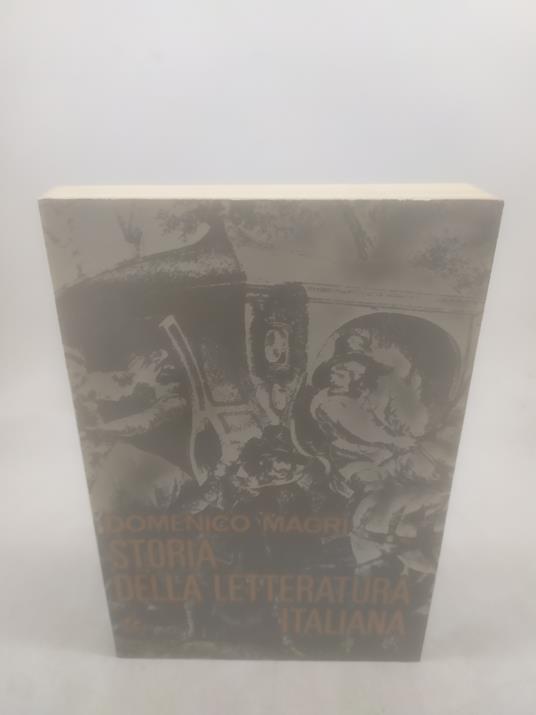 DOMENICO MAGRI
STORIA
DELLA LETTERATURA
ITALIANA